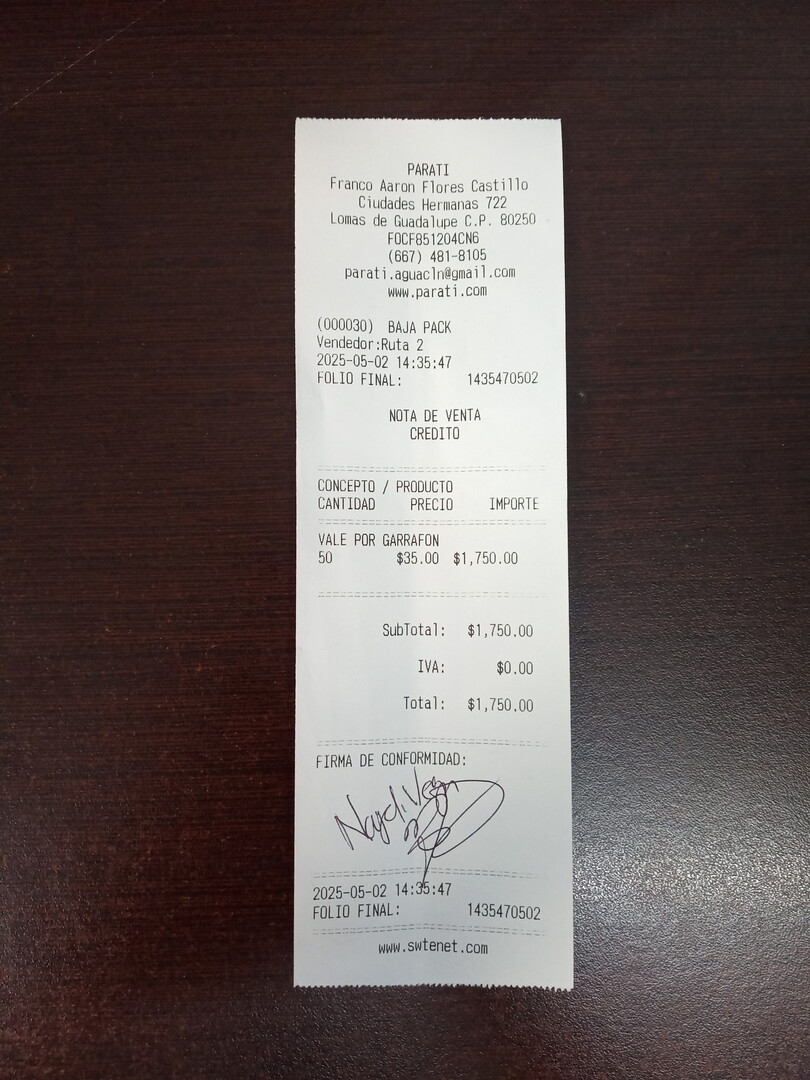 PARATI
Franco Aaron Flores Castillo
Ciudades Hermanas 722
Lomas de Guadalupe C.P. 80250
FOCF851204CN6
(667) 481-8105
parati.aguacln@gmail.com
www.parati.com
(000030) BAJA PACK
Vendedor:Ruta 2
2025-05-02 14:35:47
FOLIO FINAL: 1435470502
NOTA DE VENTA
CREDITO
CONCEPTO / PRODUCTO
CANTIDAD PRECIO IMPORTE
VALE POR GARRAFON
50 $35.00 $1,750.00
SubTotal: $1,750.00
IVA: $0.00
Total: $1,750.00
FIRMA DE CONFORMIDAD:
Naydi Vega
2025-05-02 14:35:47
FOLIO FINAL: 1435470502
www.swtenet.com